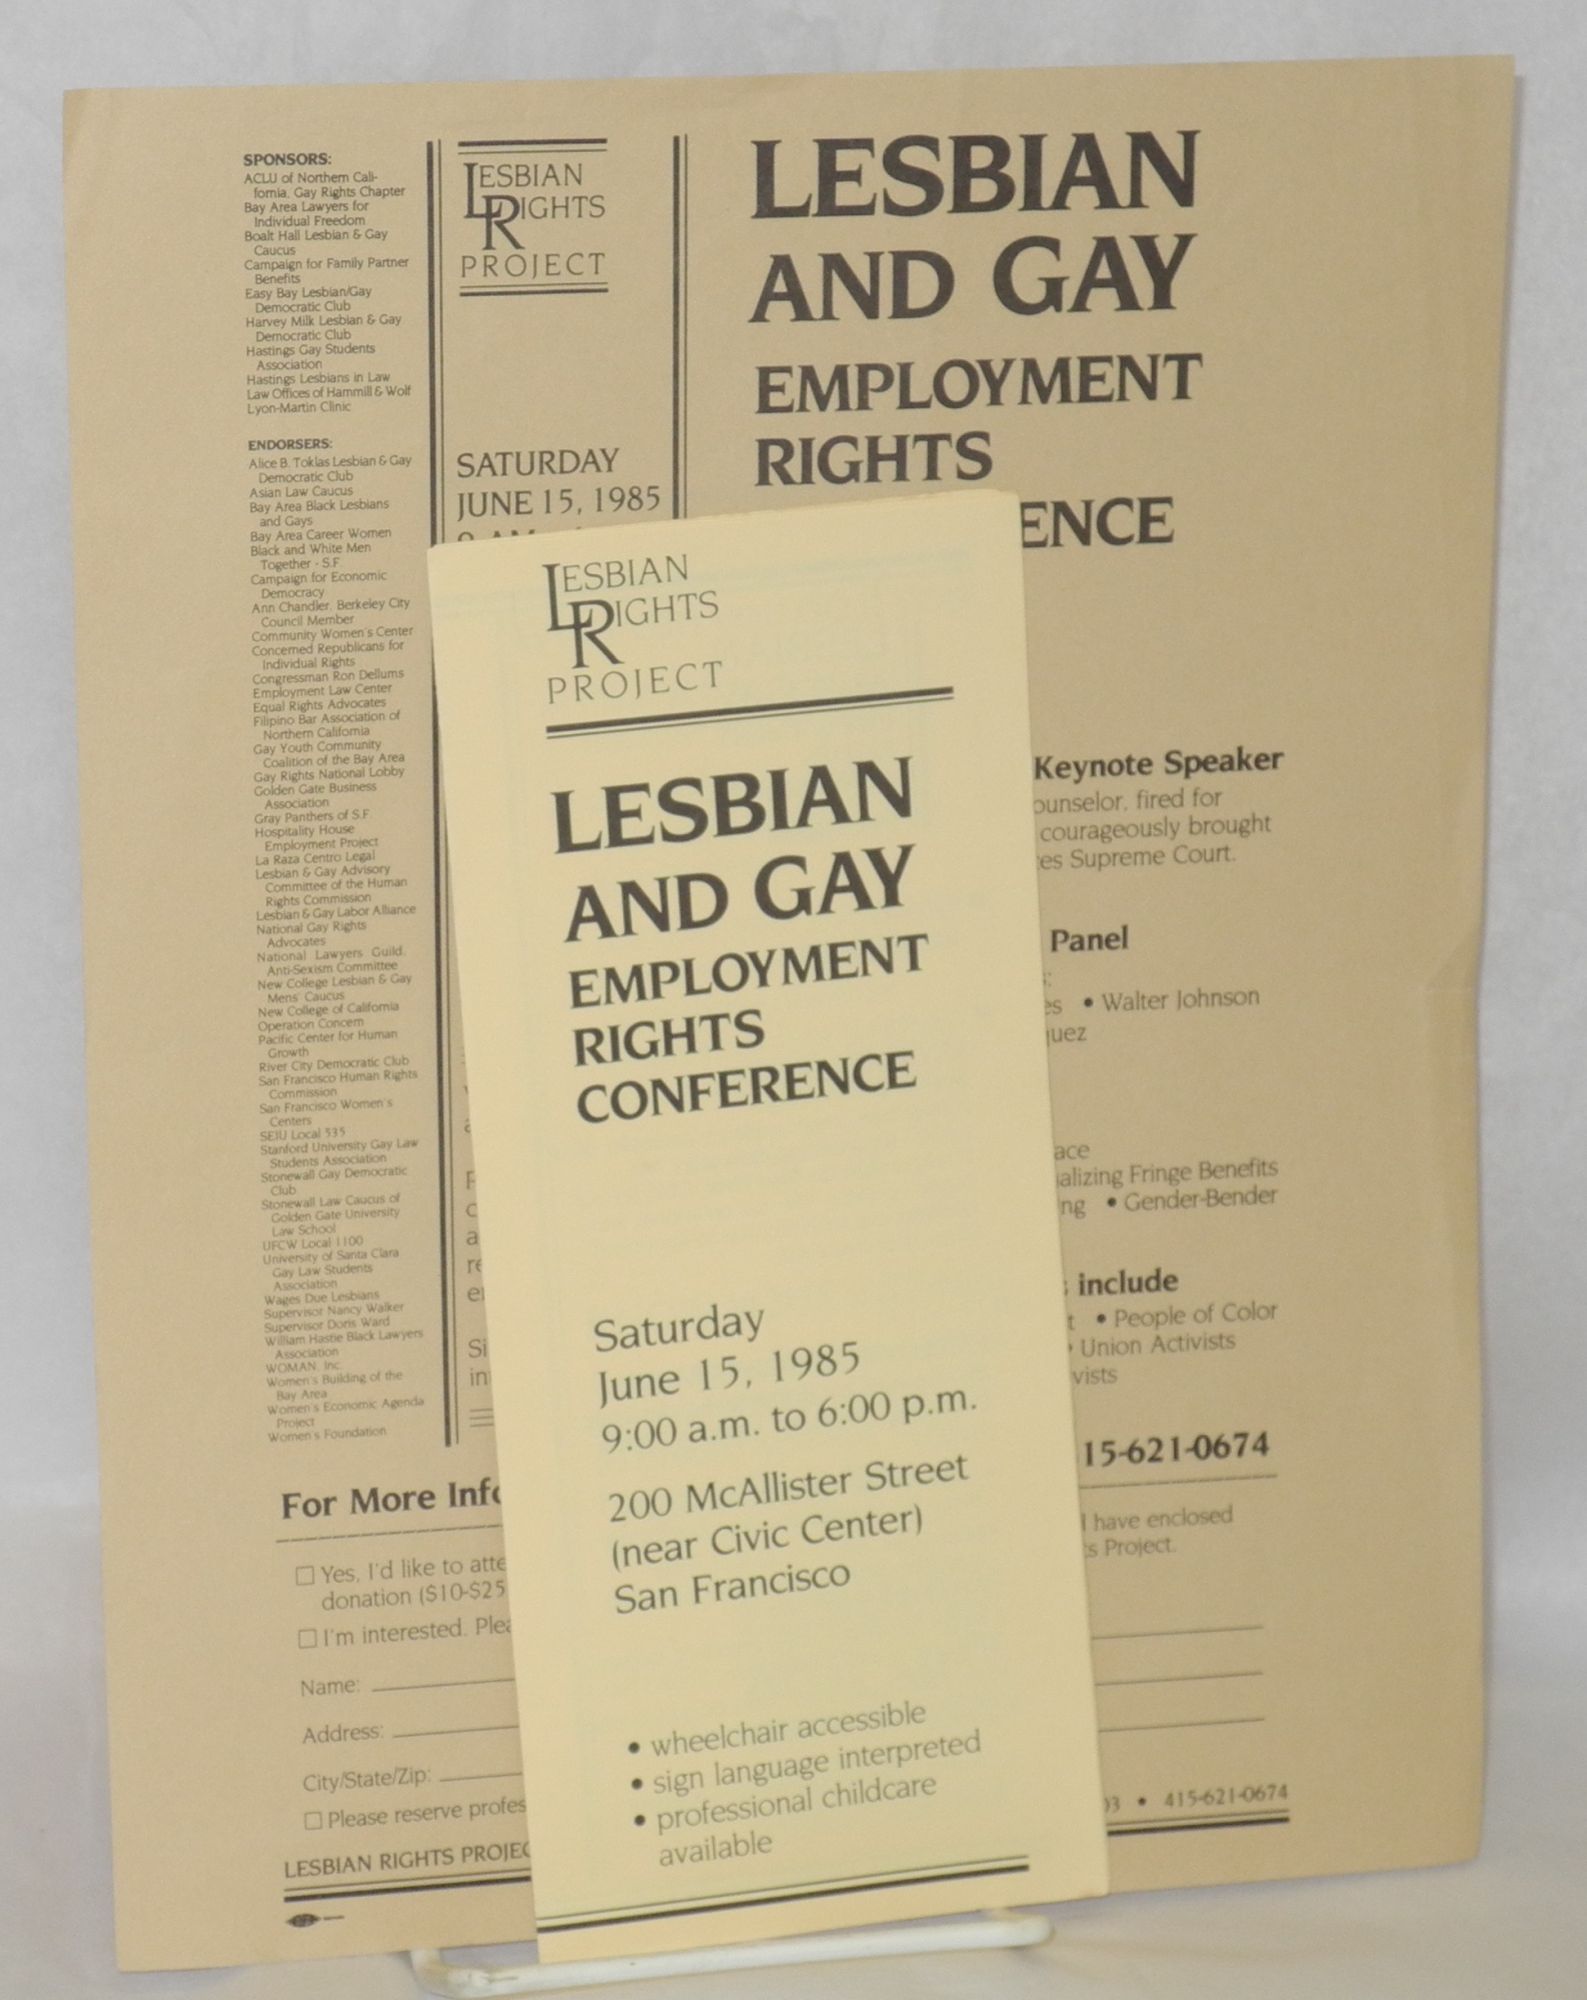 SPONSORS:
ACLU of Northern Cali-
fornia, Gay Rights Chapter
Bay Area Lawyers for
Individual Freedom
Boalt Hall Lesbian & Gay
Caucus
Campaign for Family Partner
Benefits
Easy Bay Lesbian/Gay
Democratic Club
Harvey Milk Lesbian & Gay
Democratic Club
Hastings Gay Students
Association
Hastings Lesbians in Law
Law Offices of Hammill & Wolf
Lyon-Martin Clinic
ENDORSERS:
Alice B. Toklas Lesbian & Gay
Democratic Club
Asian Law Caucus
Bay Area Black Lesbians
and Gays
Bay Area Career Women
Black and White Men
Together - S.F.
Campaign for Economic
Democracy
Ann Chandler, Berkeley City
Council Member
Community Women's Center
Concerned Republicans for
Individual Rights
Congressman Ron Dellums
Employment Law Center
Equal Rights Advocates
Filipino Bar Association of
Northern California
Gay Youth Community
Coalition of the Bay Area
Gay Rights National Lobby
Golden Gate Business
Association
Gray Panthers of S.F.
Hospitality House
Employment Project
La Raza Centro Legal
Lesbian & Gay Advisory
Committee of the Human
Rights Commission
Lesbian & Gay Labor Alliance
National Gay Rights
Advocates
National Lawyers Guild,
Anti-Sexism Committee
New College Lesbian & Gay
Mens' Caucus
New College of California
Operation Concern
Pacific Center for Human
Growth
River City Democratic Club
San Francisco Human Rights
Commission
San Francisco Women's
Centers
SEIU Local 535
Stanford University Gay Law
Students Association
Stonewall Gay Democratic
Club
Stonewall Law Caucus of
Golden Gate University
Law School
UFCW Local 1100
University of Santa Clara
Gay Law Students
Association
Wages Due Lesbians
Supervisor Nancy Walker
Supervisor Doris Ward
William Hastie Black Lawyers
Association
WOMAN, Inc.
Women's Building of the
Bay Area
Women's Economic Agenda
Project
Women's Foundation
LESBIAN
RIGHTS
PROJECT
SATURDAY
JUNE 15, 1985
LESBIAN
AND GAY
EMPLOYMENT
RIGHTS
ENCE
Keynote Speaker
ounselor, fired for
courageously brought
es Supreme Court.
Panel
es • Walter Johnson
uez
ace
alizing Fringe Benefits
ng • Gender-Bender
include
t • People of Color
• Union Activists
vists
For More Info
15-621-0674
Yes, I'd like to atte
donation ($10-$25
I have enclosed
s Project.
I'm interested. Plea
Name:
Address:
City/State/Zip:
Please reserve profes
LESBIAN RIGHTS PROJEC
03 • 415-621-0674
LESBIAN
RIGHTS
PROJECT
LESBIAN
AND GAY
EMPLOYMENT
RIGHTS
CONFERENCE
Saturday
June 15, 1985
9:00 a.m. to 6:00 p.m.
200 McAllister Street
(near Civic Center)
San Francisco
• wheelchair accessible
• sign language interpreted
• professional childcare
available